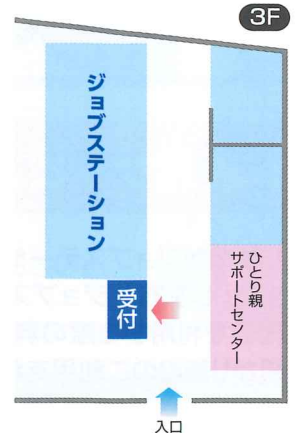 3F
ジョブステーション
受付
ひとり親
サポートセンター
入口